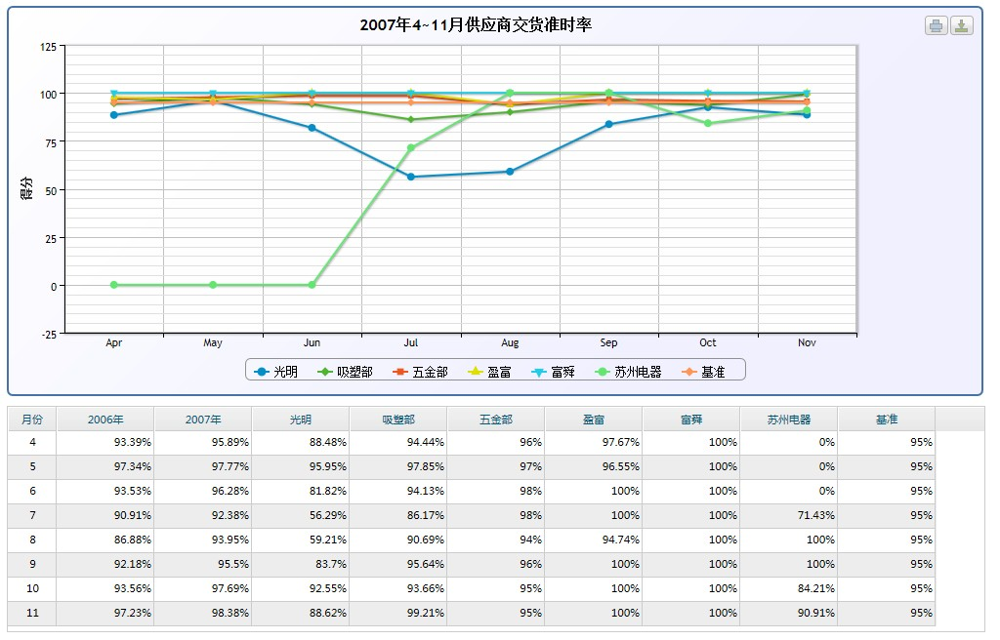 2007年4~11月供应商交货准时率
125
100
75
50
25
0
-25
得分
Apr May Jun Jul Aug Sep Oct Nov
光明 吸塑部 五金部 盈富 富舜 苏州电器 基准
月份 2006年 2007年 光明 吸塑部 五金部 盈富 富舜 苏州电器 基准
4 93.39% 95.89% 88.48% 94.44% 96% 97.67% 100% 0% 95%
5 97.34% 97.77% 95.95% 97.85% 97% 96.55% 100% 0% 95%
6 93.53% 96.28% 81.82% 94.13% 98% 100% 100% 0% 95%
7 90.91% 92.38% 56.29% 86.17% 98% 100% 100% 71.43% 95%
8 86.88% 93.95% 59.21% 90.69% 94% 94.74% 100% 100% 95%
9 92.18% 95.5% 83.7% 95.64% 96% 100% 100% 100% 95%
10 93.56% 97.69% 92.55% 93.66% 95% 100% 100% 84.21% 95%
11 97.23% 98.38% 88.62% 99.21% 95% 100% 100% 90.91% 95%